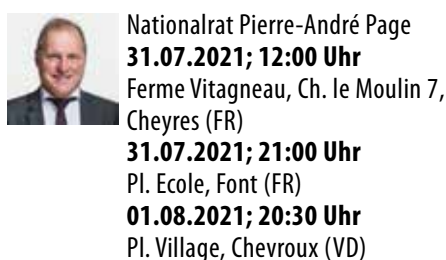 Nationalrat Pierre-André Page
31.07.2021; 12:00 Uhr
Ferme Vitagneau, Ch. le Moulin 7,
Cheyres (FR)
31.07.2021; 21:00 Uhr
Pl. Ecole, Font (FR)
01.08.2021; 20:30 Uhr
Pl. Village, Chevroux (VD)